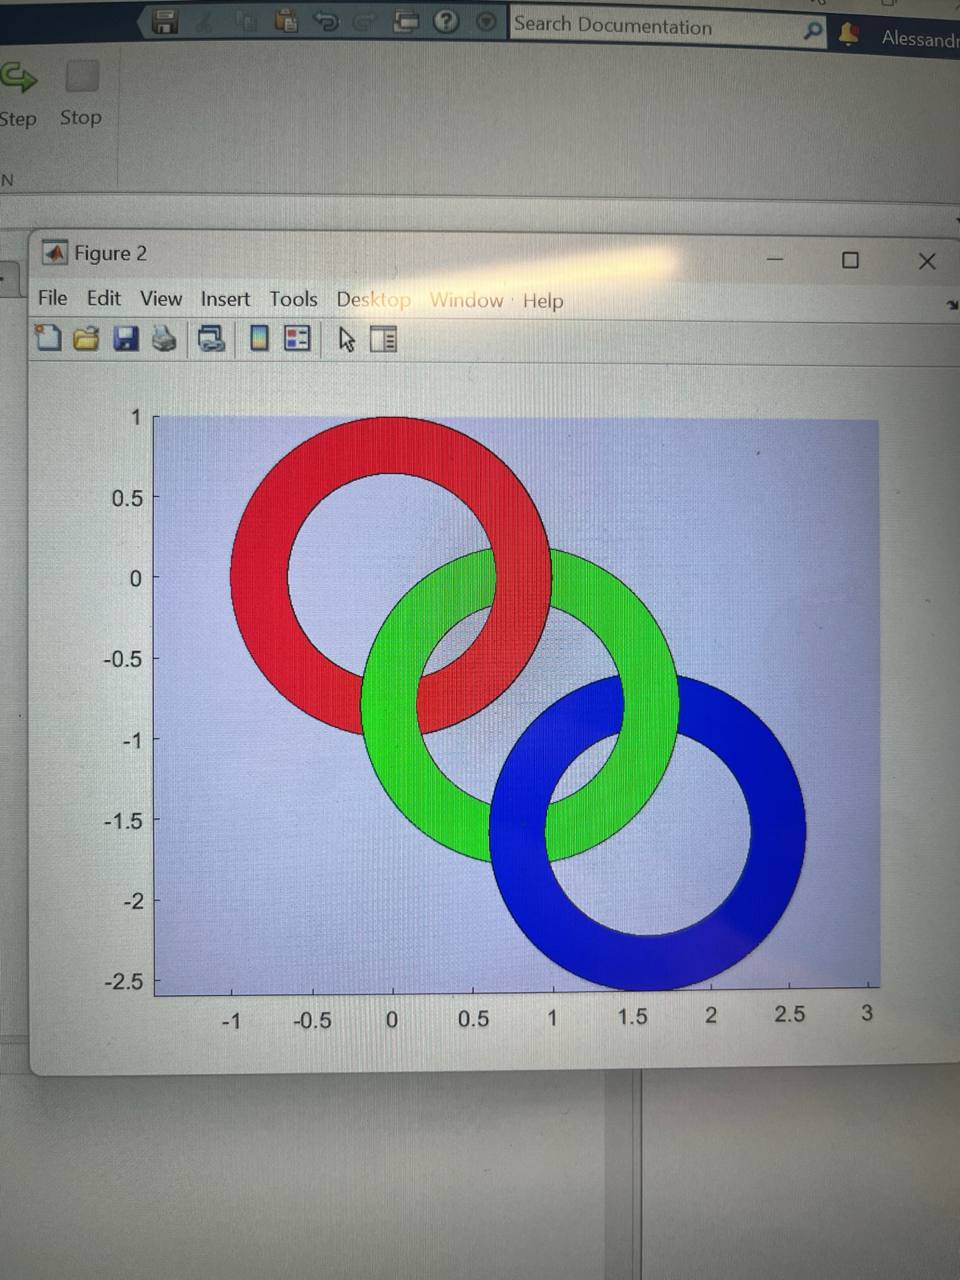 Search Documentation
Alessandr
Step Stop
N
Figure 2
File Edit View Insert Tools Desktop Window Help
1
0.5
0
-0.5
-1
-1.5
-2
-2.5
-1 -0.5 0 0.5 1 1.5 2 2.5 3